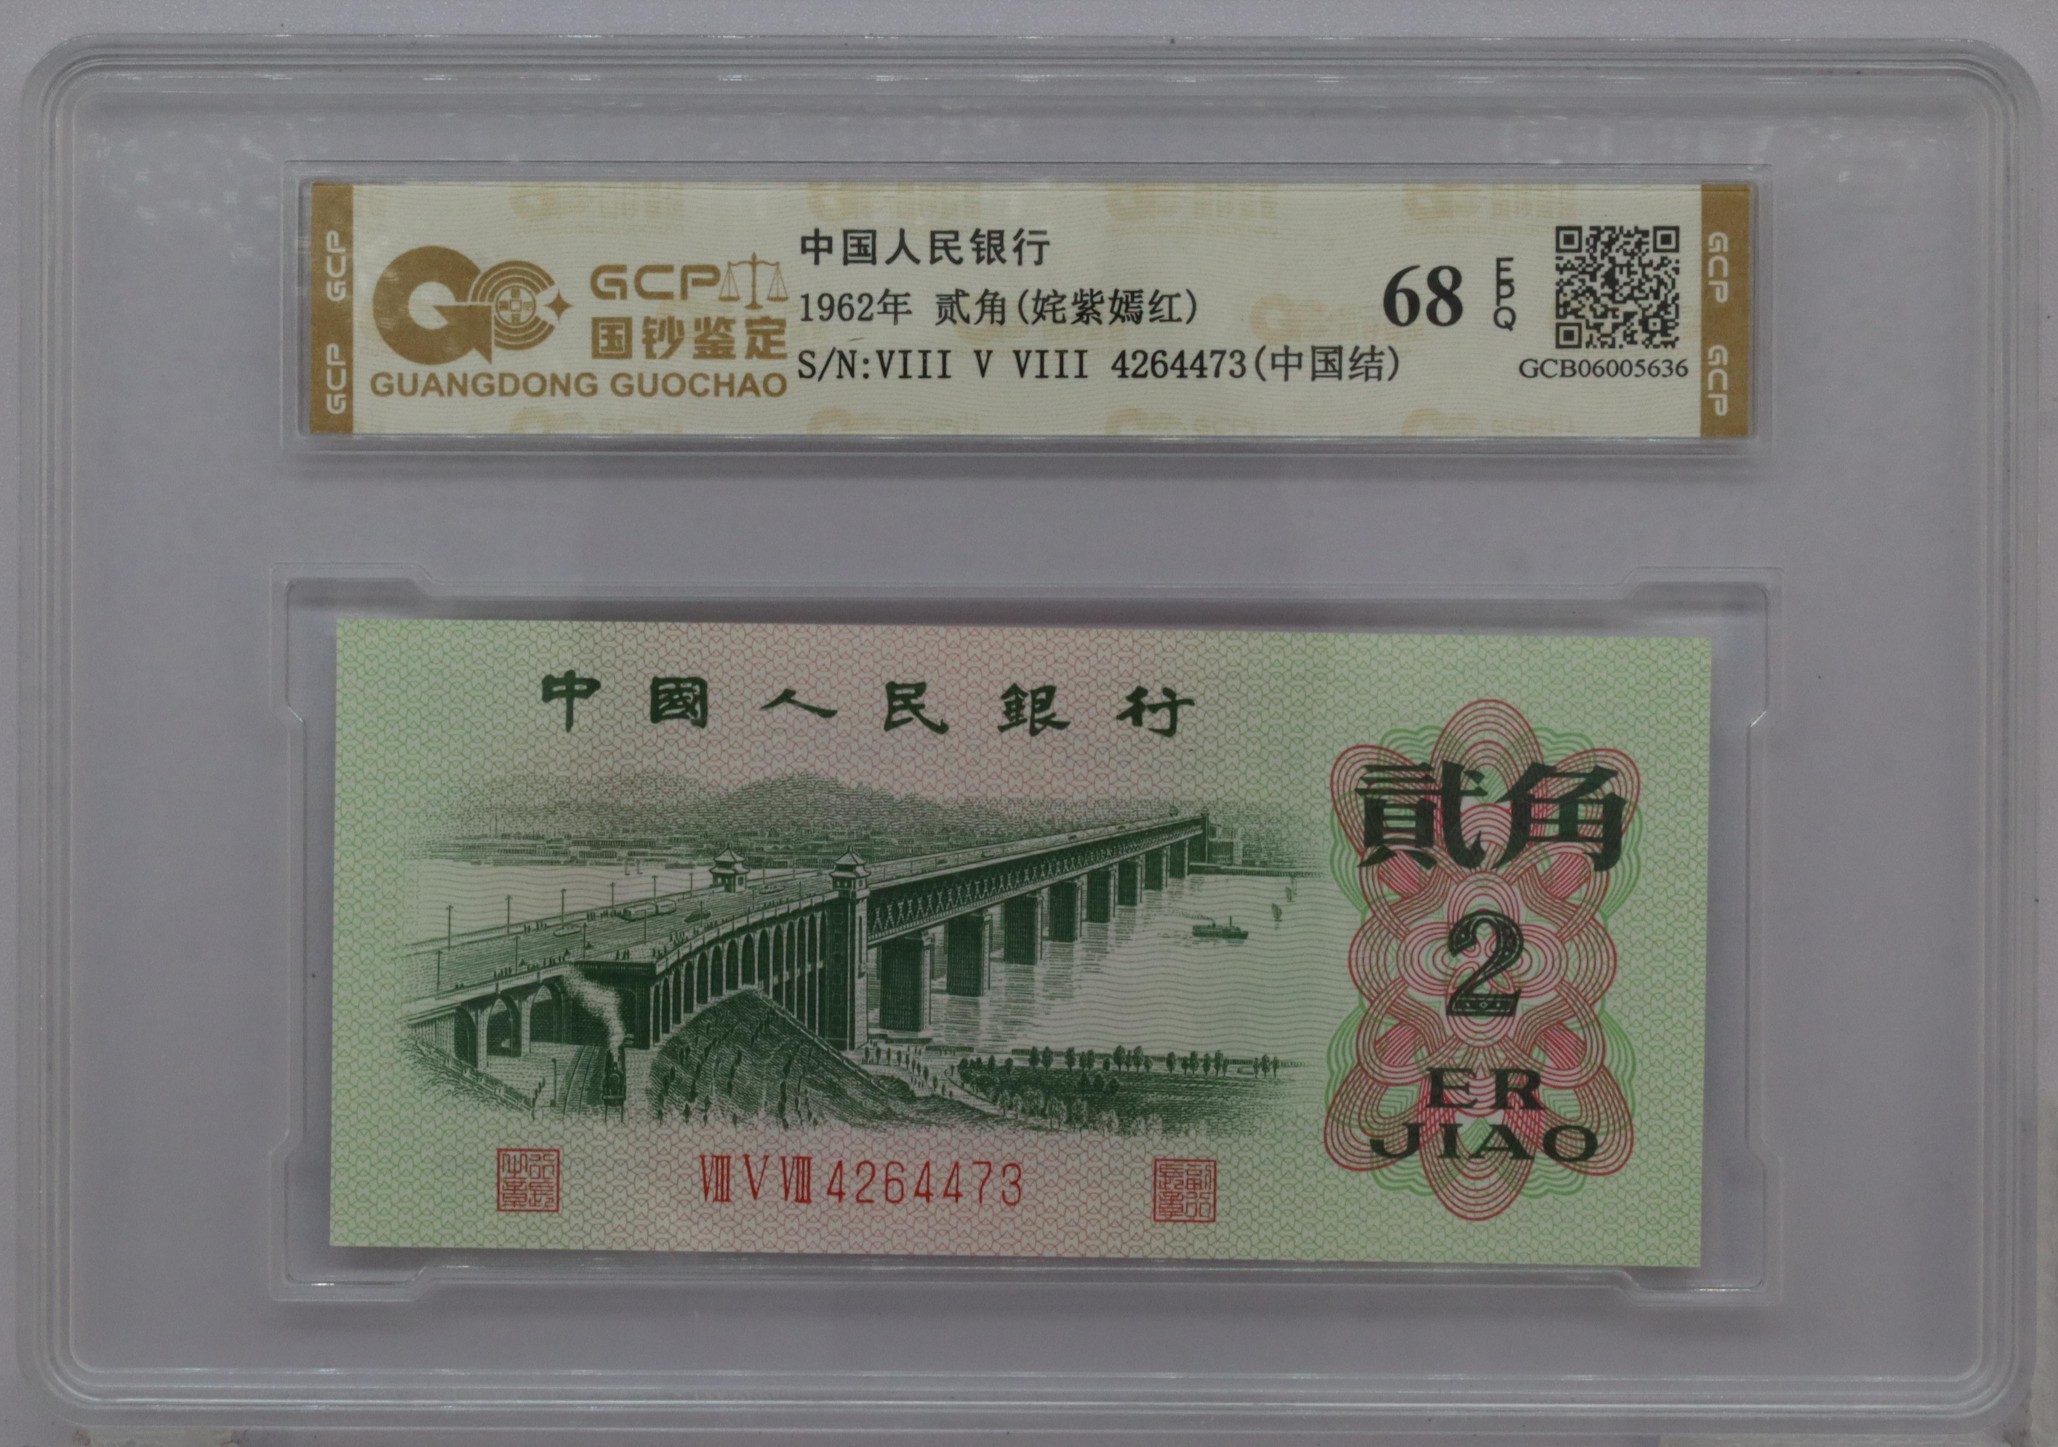 GCP
GCP
GCP
国钞鉴定
GUANGDONG GUOCHAO
中国人民银行
1962年 贰角(姹紫嫣红)
S/N:VIII V VIII 4264473(中国结)
68
EPQ
GCB06005636
GCP
GCP
中國人民銀行
貳角
2
ER
JIAO
VIII V VIII 4264473